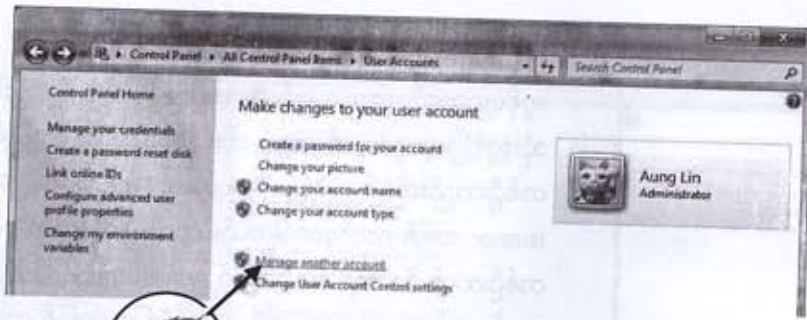 Control Panel ▸ All Control Panel Items ▸ User Accounts
Search Control Panel
Control Panel Home
Manage your credentials
Create a password reset disk
Link online IDs
Configure advanced user
profile properties
Change my environment
variables
Make changes to your user account
Create a password for your account
Change your picture
Change your account name
Change your account type
Manage another account
Change User Account Control settings
Aung Lin
Administrator